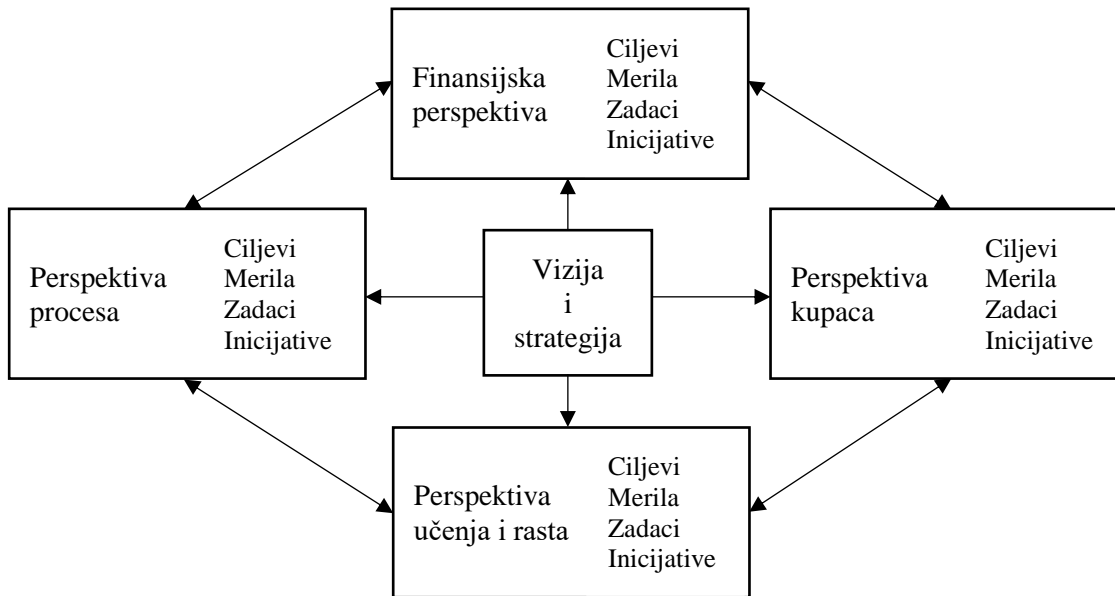 Finansijska
perspektiva
Ciljevi
Merila
Zadaci
Inicijative
Perspektiva
procesa
Ciljevi
Merila
Zadaci
Inicijative
Vizija
i
strategija
Perspektiva
kupaca
Ciljevi
Merila
Zadaci
Inicijative
Perspektiva
učenja i rasta
Ciljevi
Merila
Zadaci
Inicijative